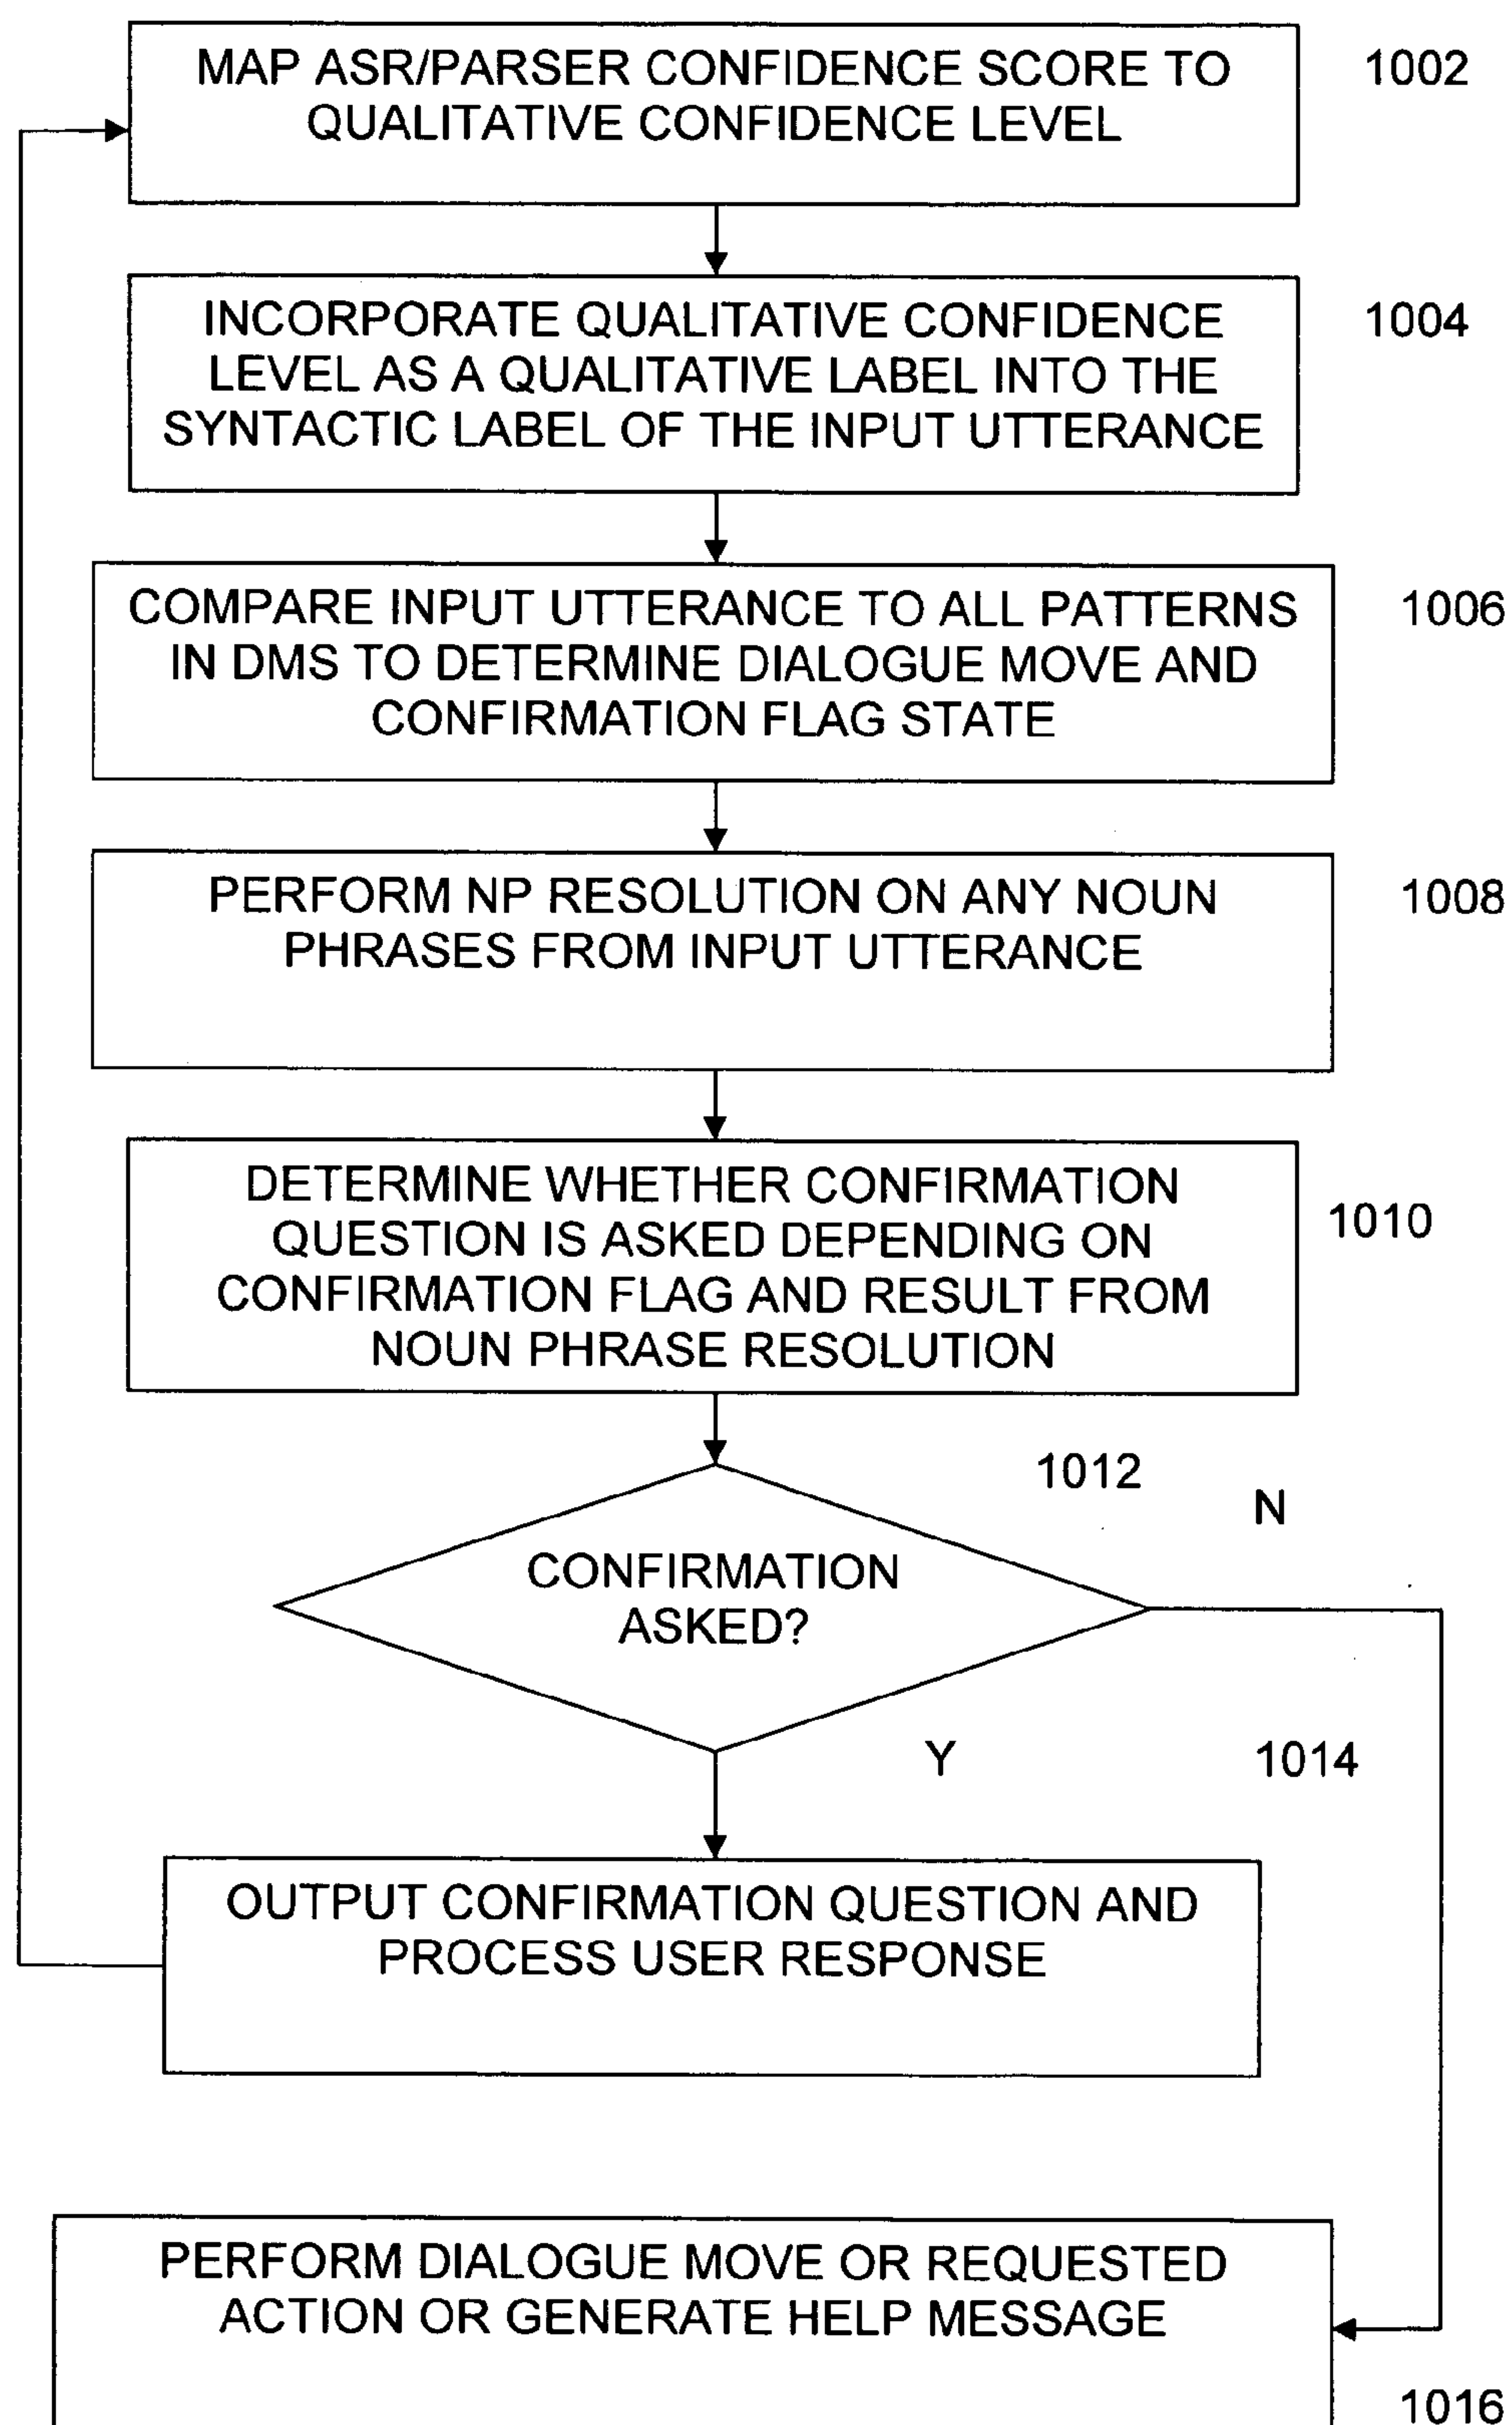 MAP ASR/PARSER CONFIDENCE SCORE TO
QUALITATIVE CONFIDENCE LEVEL
1002
INCORPORATE QUALITATIVE CONFIDENCE
LEVEL AS A QUALITATIVE LABEL INTO THE
SYNTACTIC LABEL OF THE INPUT UTTERANCE
1004
COMPARE INPUT UTTERANCE TO ALL PATTERNS
IN DMS TO DETERMINE DIALOGUE MOVE AND
CONFIRMATION FLAG STATE
1006
PERFORM NP RESOLUTION ON ANY NOUN
PHRASES FROM INPUT UTTERANCE
1008
DETERMINE WHETHER CONFIRMATION
QUESTION IS ASKED DEPENDING ON
CONFIRMATION FLAG AND RESULT FROM
NOUN PHRASE RESOLUTION
1010
1012
N
CONFIRMATION
ASKED?
Y
1014
OUTPUT CONFIRMATION QUESTION AND
PROCESS USER RESPONSE
PERFORM DIALOGUE MOVE OR REQUESTED
ACTION OR GENERATE HELP MESSAGE
1016